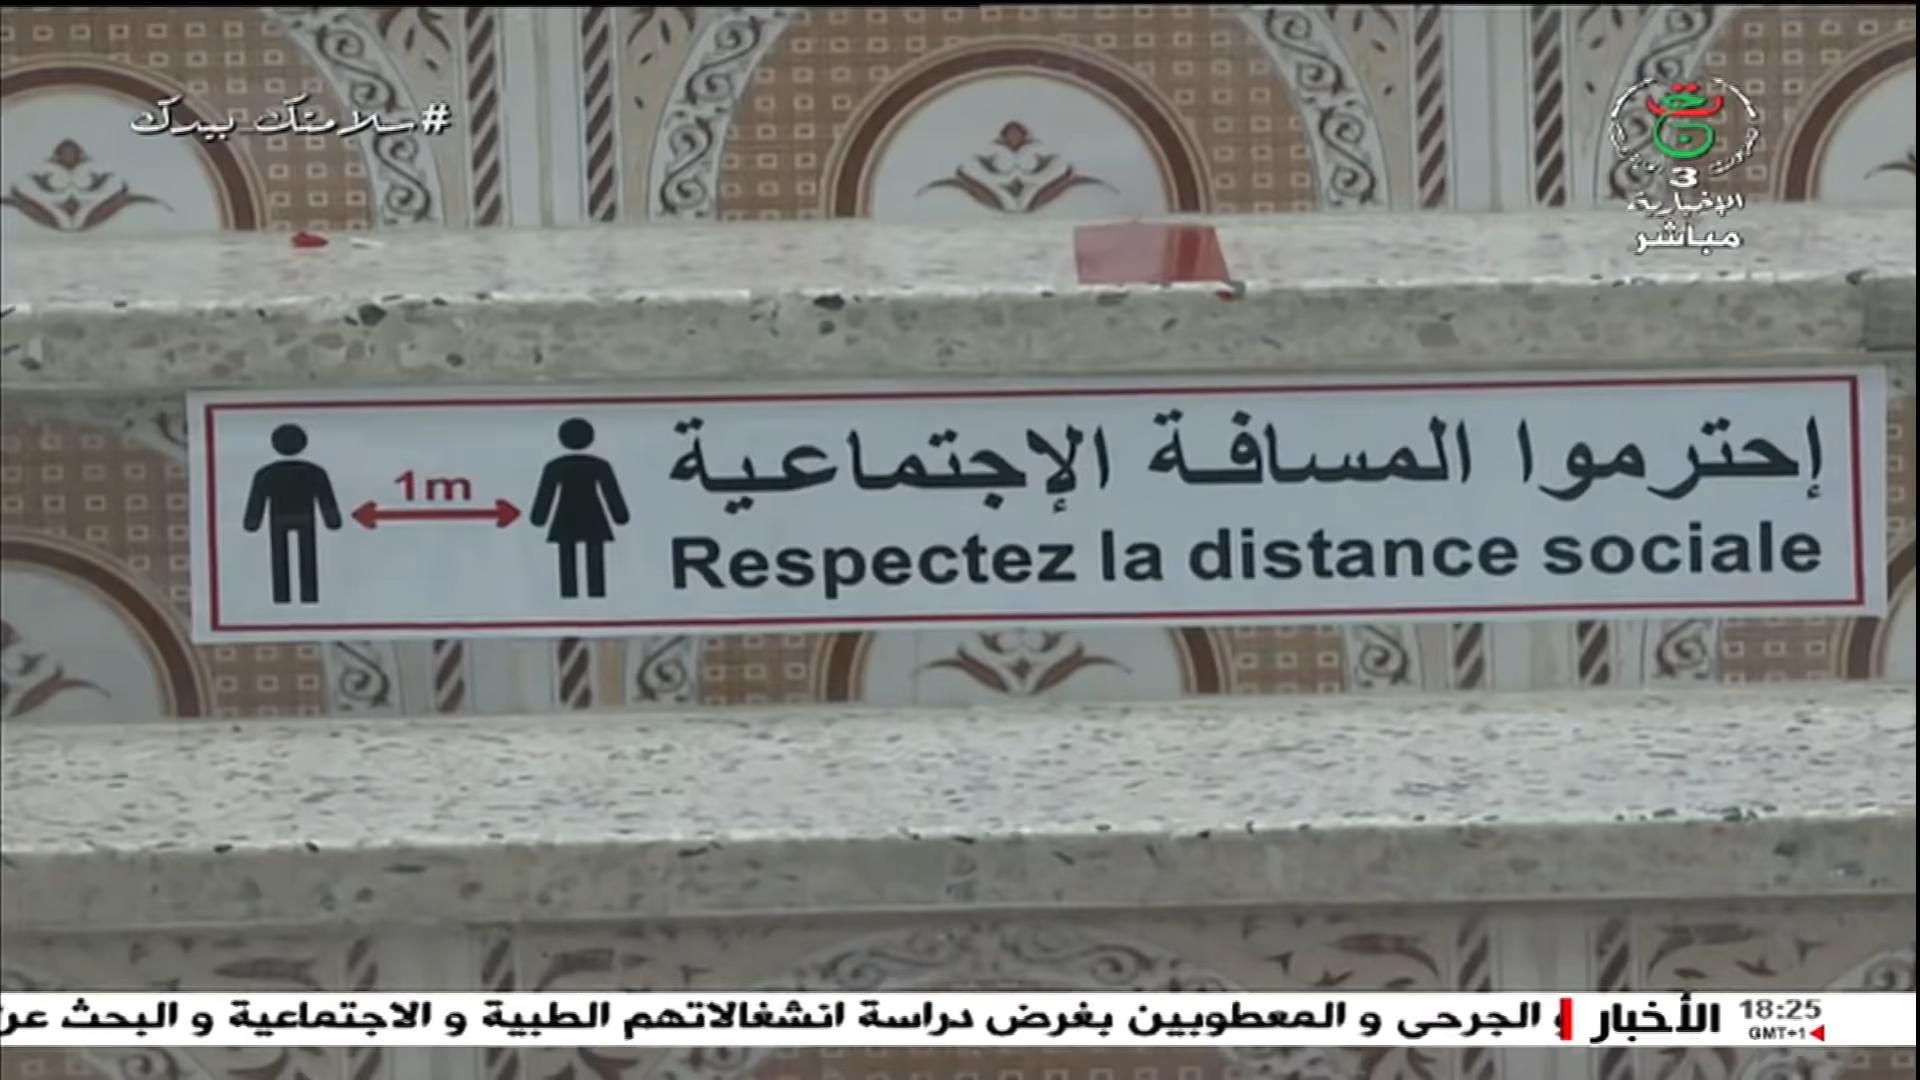 #سلامتك بيدك
3
الإخبارية
مباشر
إحترموا المسافة الإجتماعية
1m
Respectez la distance sociale
18:25
GMT+1
الأخبار
الجرحى و المعطوبين بغرض دراسة انشغالاتهم الطبية و الاجتماعية و البحث عن